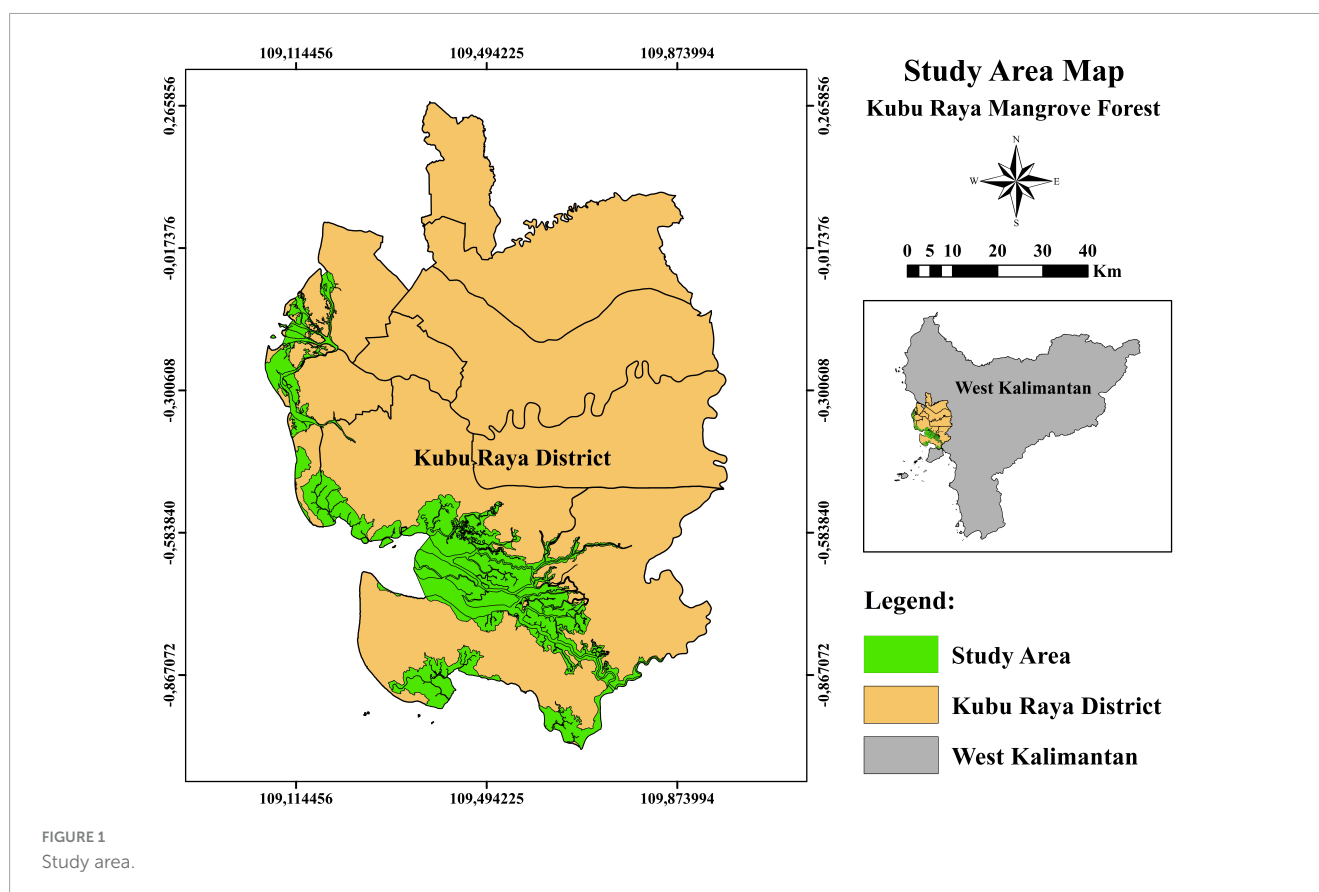 109,114456 109,494225 109,873994
Study Area Map
Kubu Raya Mangrove Forest
N
W E
S
0 5 10 20 30 40
Km
0,265856 0,265856
-0,017376 -0,017376
-0,300608 -0,300608
-0,583840 -0,583840
-0,867072 -0,867072
Kubu Raya District
West Kalimantan
Legend:
Study Area
Kubu Raya District
West Kalimantan
109,114456 109,494225 109,873994
FIGURE 1
Study area.